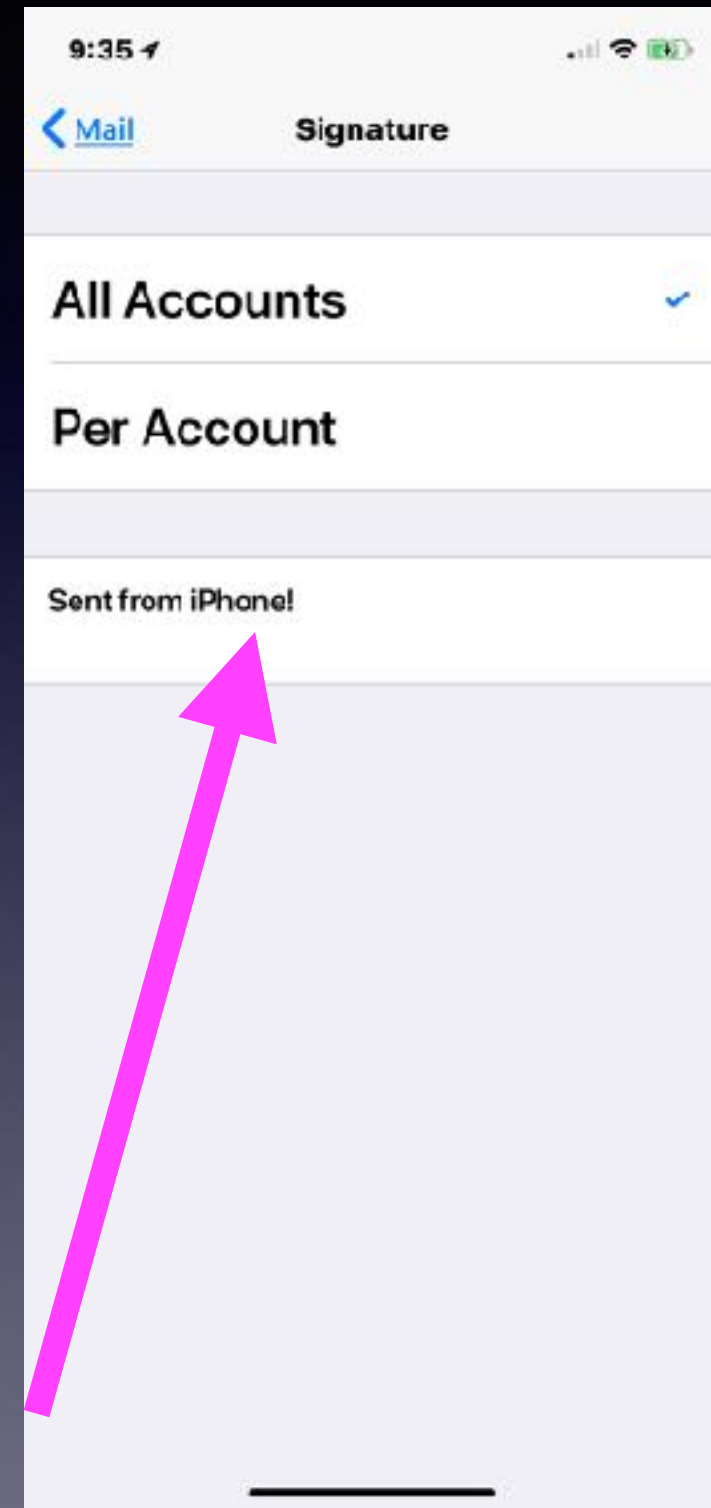 9:35
Mail
Signature
All Accounts
Per Account
Sent from iPhone!